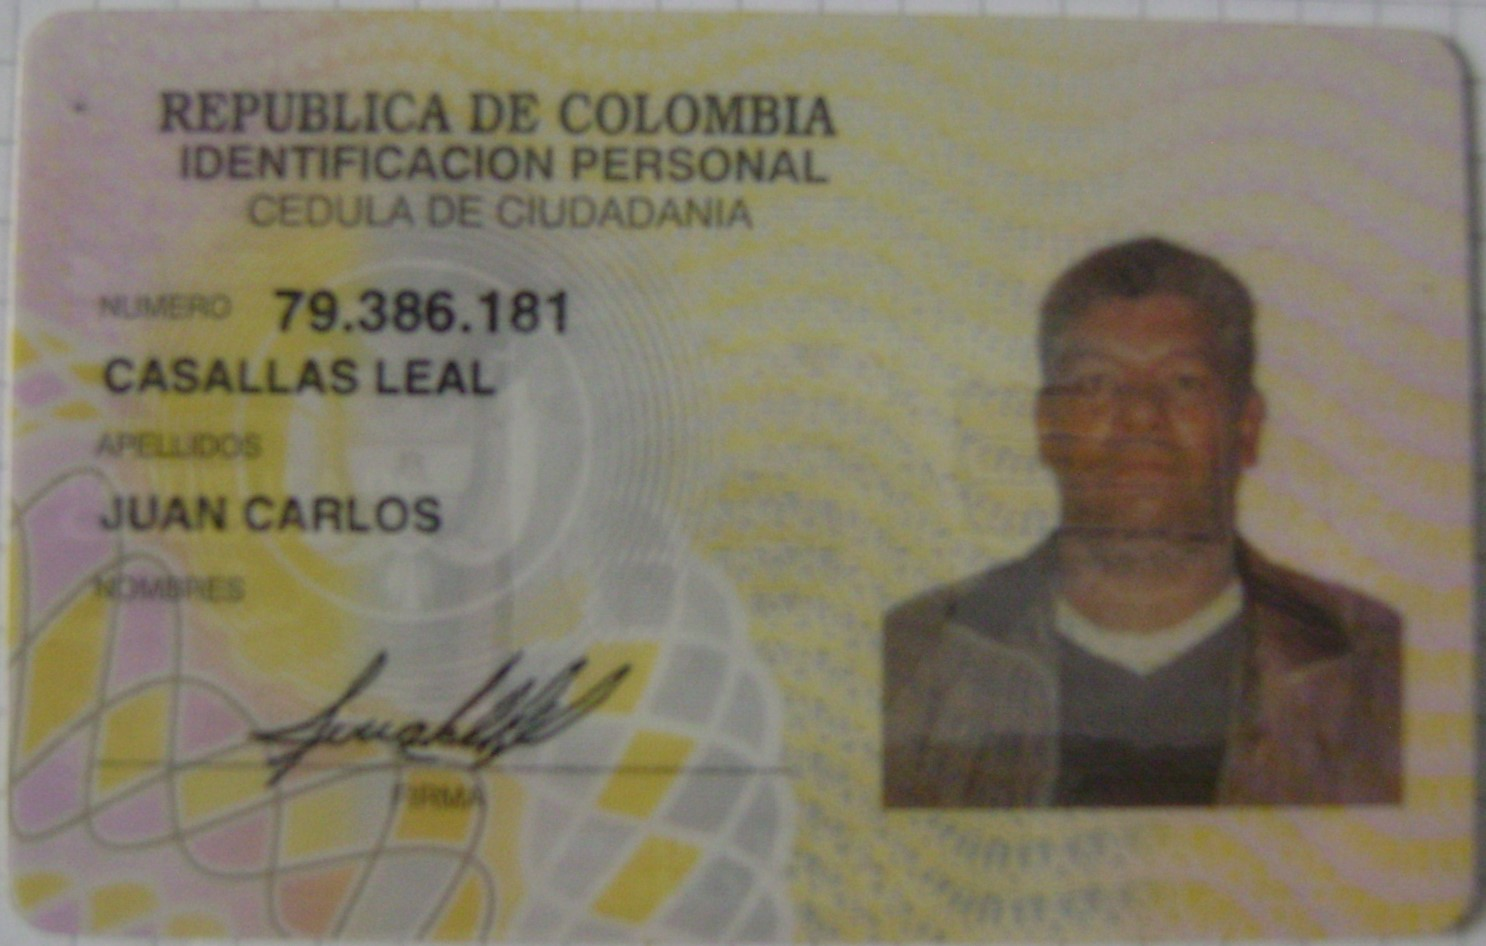 REPUBLICA DE COLOMBIA
IDENTIFICACION PERSONAL
CEDULA DE CIUDADANIA
NUMERO 79.386.181
CASALLAS LEAL
APELLIDOS
JUAN CARLOS
NOMBRES
FIRMA